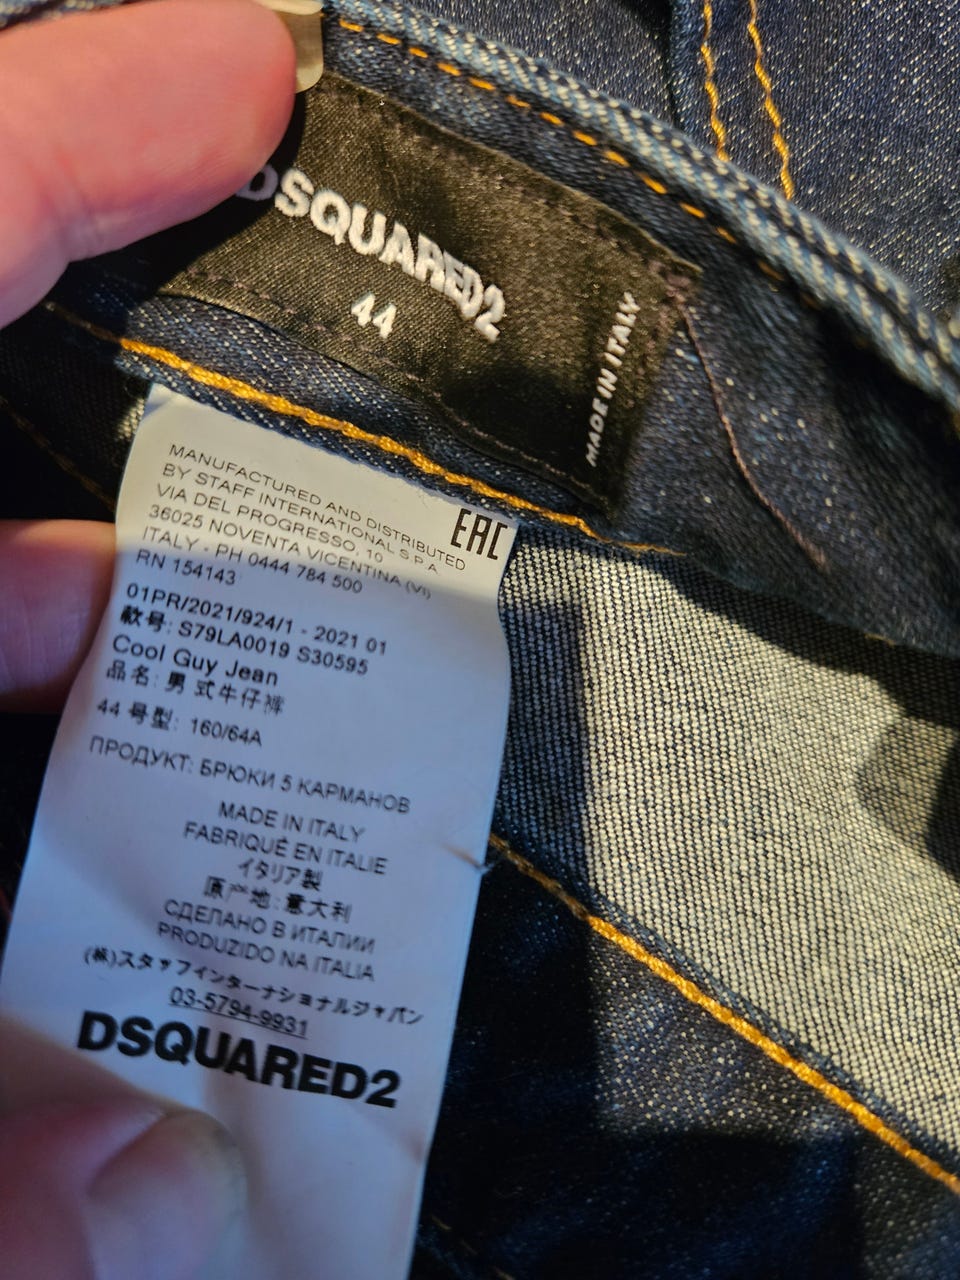 DSQUARED2
44
MADE IN ITALY
MANUFACTURED AND DISTRIBUTED
BY STAFF INTERNATIONAL S.P.A.
VIA DEL PROGRESSO, 10
36025 NOVENTA VICENTINA (VI)
ITALY - PH 0444 784 500
RN 154143
EAC
01PR/2021/924/1 - 2021 01
款号: S79LA0019 S30595
Cool Guy Jean
品名: 男式牛仔裤
44 号型: 160/64A
ПРОДУКТ: БРЮКИ 5 КАРМАНОВ
MADE IN ITALY
FABRIQUÉ EN ITALIE
イタリア製
原产地: 意大利
СДЕЛАНО В ИТАЛИИ
PRODUZIDO NA ITALIA
(株)スタッフインターナショナルジャパン
03-5794-9931
DSQUARED2